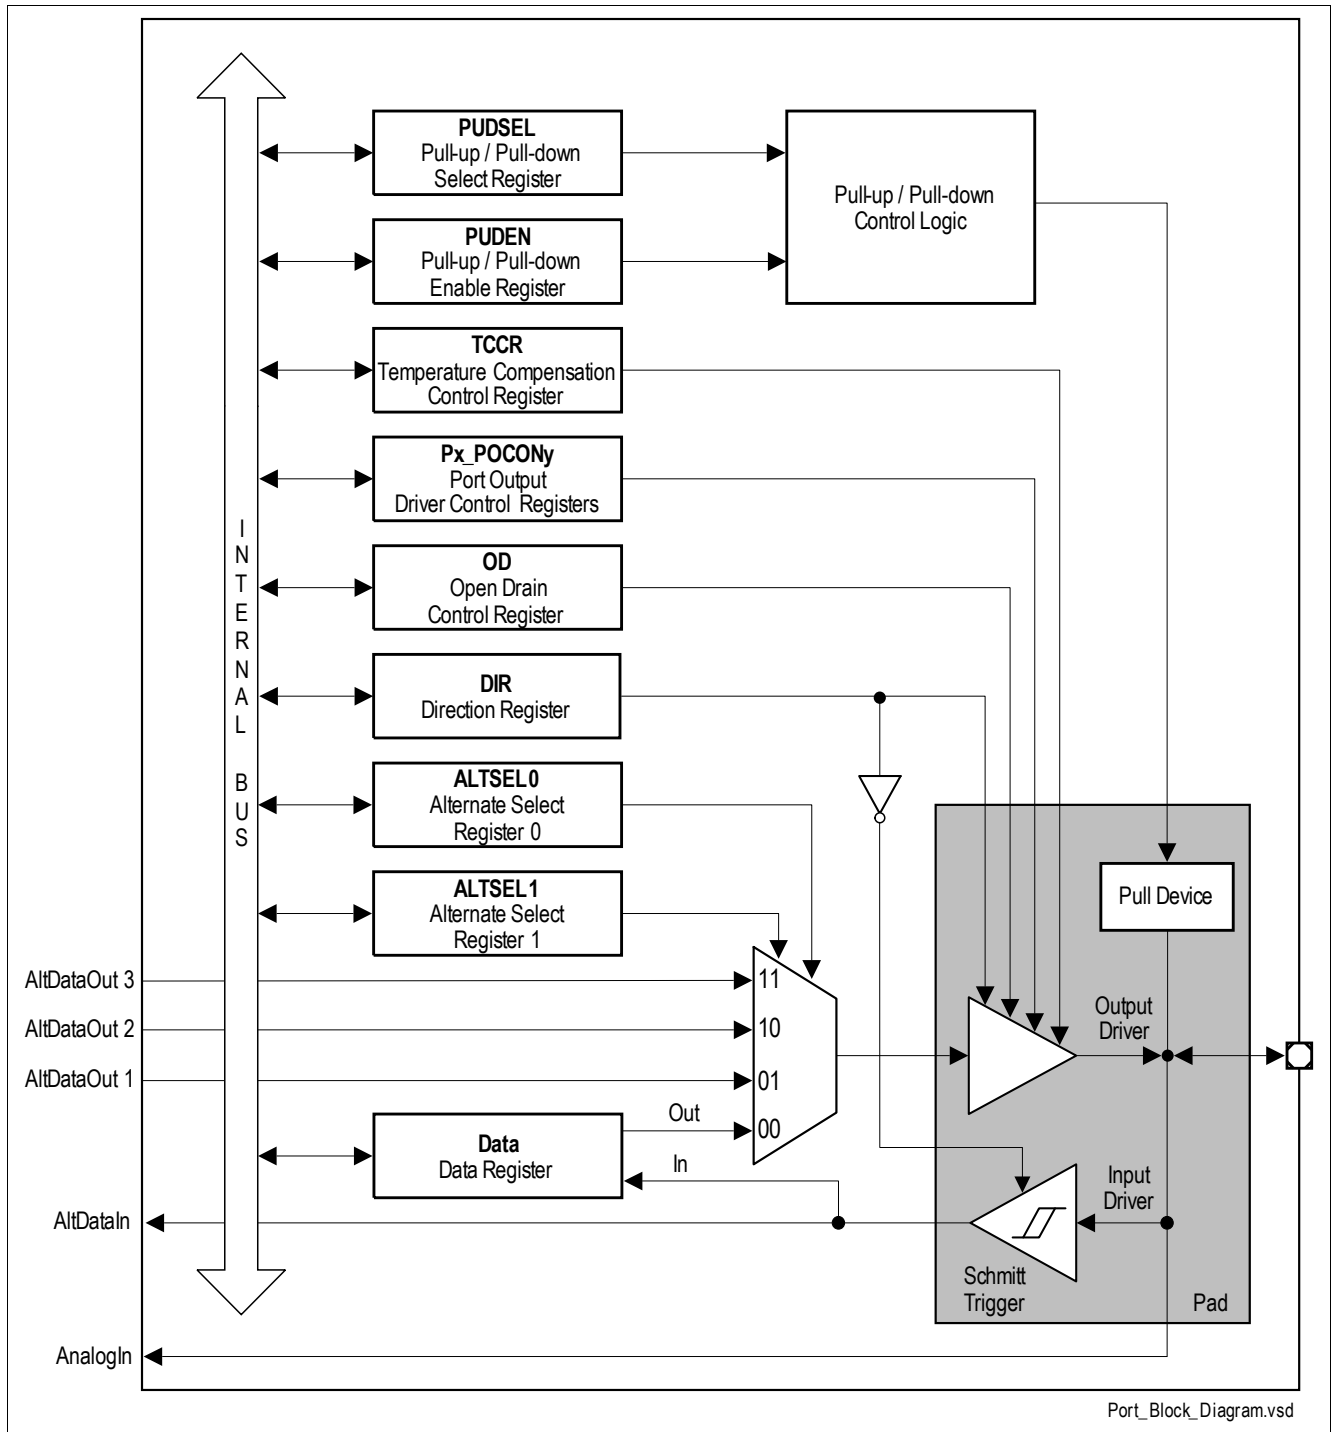 PUDSEL
Pull-up / Pull-down
Select Register
Pull-up / Pull-down
Control Logic
PUDEN
Pull-up / Pull-down
Enable Register
TCCR
Temperature Compensation
Control Register
Px_POCONy
Port Output
Driver Control Registers
OD
Open Drain
Control Register
DIR
Direction Register
INTERNAL BUS
ALTSEL0
Alternate Select
Register 0
ALTSEL1
Alternate Select
Register 1
Pull Device
AltDataOut 3
11
AltDataOut 2
10
AltDataOut 1
01
00
Output
Driver
Out
Data
Data Register
In
Input
Driver
AltDataIn
Schmitt
Trigger
Pad
AnalogIn
Port_Block_Diagram.vsd